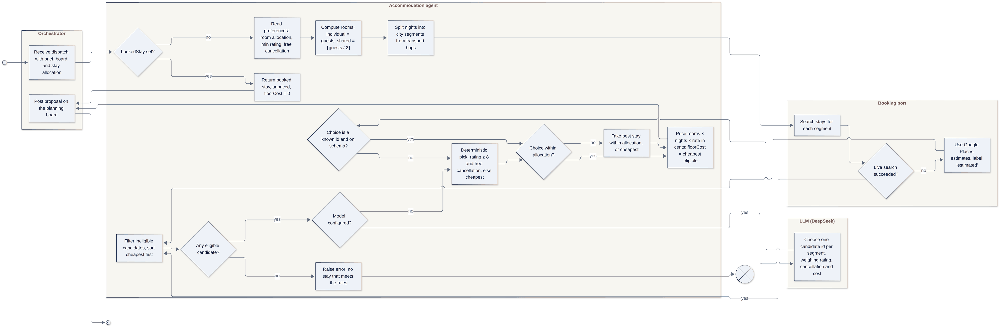 Accommodation agent
Orchestrator
Receive dispatch
with brief, board
and stay
allocation
Post proposal on
the planning
board
bookedStay set?
no
yes
Read
preferences:
room allocation,
min rating, free
cancellation
Compute rooms:
individual =
guests, shared =
⌈guests / 2⌉
Split nights into
city segments
from transport
hops
Return booked
stay, unpriced,
floorCost = 0
Choice is a
known id and on
schema?
yes
no
Deterministic
pick: rating ≥ 8
and free
cancellation, else
cheapest
Choice within
allocation?
no
yes
Take best stay
within allocation,
or cheapest
Price rooms ×
nights × rate in
cents; floorCost
= cheapest
eligible
Booking port
Search stays for
each segment
Live search
succeeded?
no
Use Google
Places
estimates, label
'estimated'
Filter ineligible
candidates, sort
cheapest first
Any eligible
candidate?
yes
no
Model
configured?
no
yes
Raise error: no
stay that meets
the rules
yes
LLM (DeepSeek)
Choose one
candidate id per
segment,
weighing rating,
cancellation and
cost